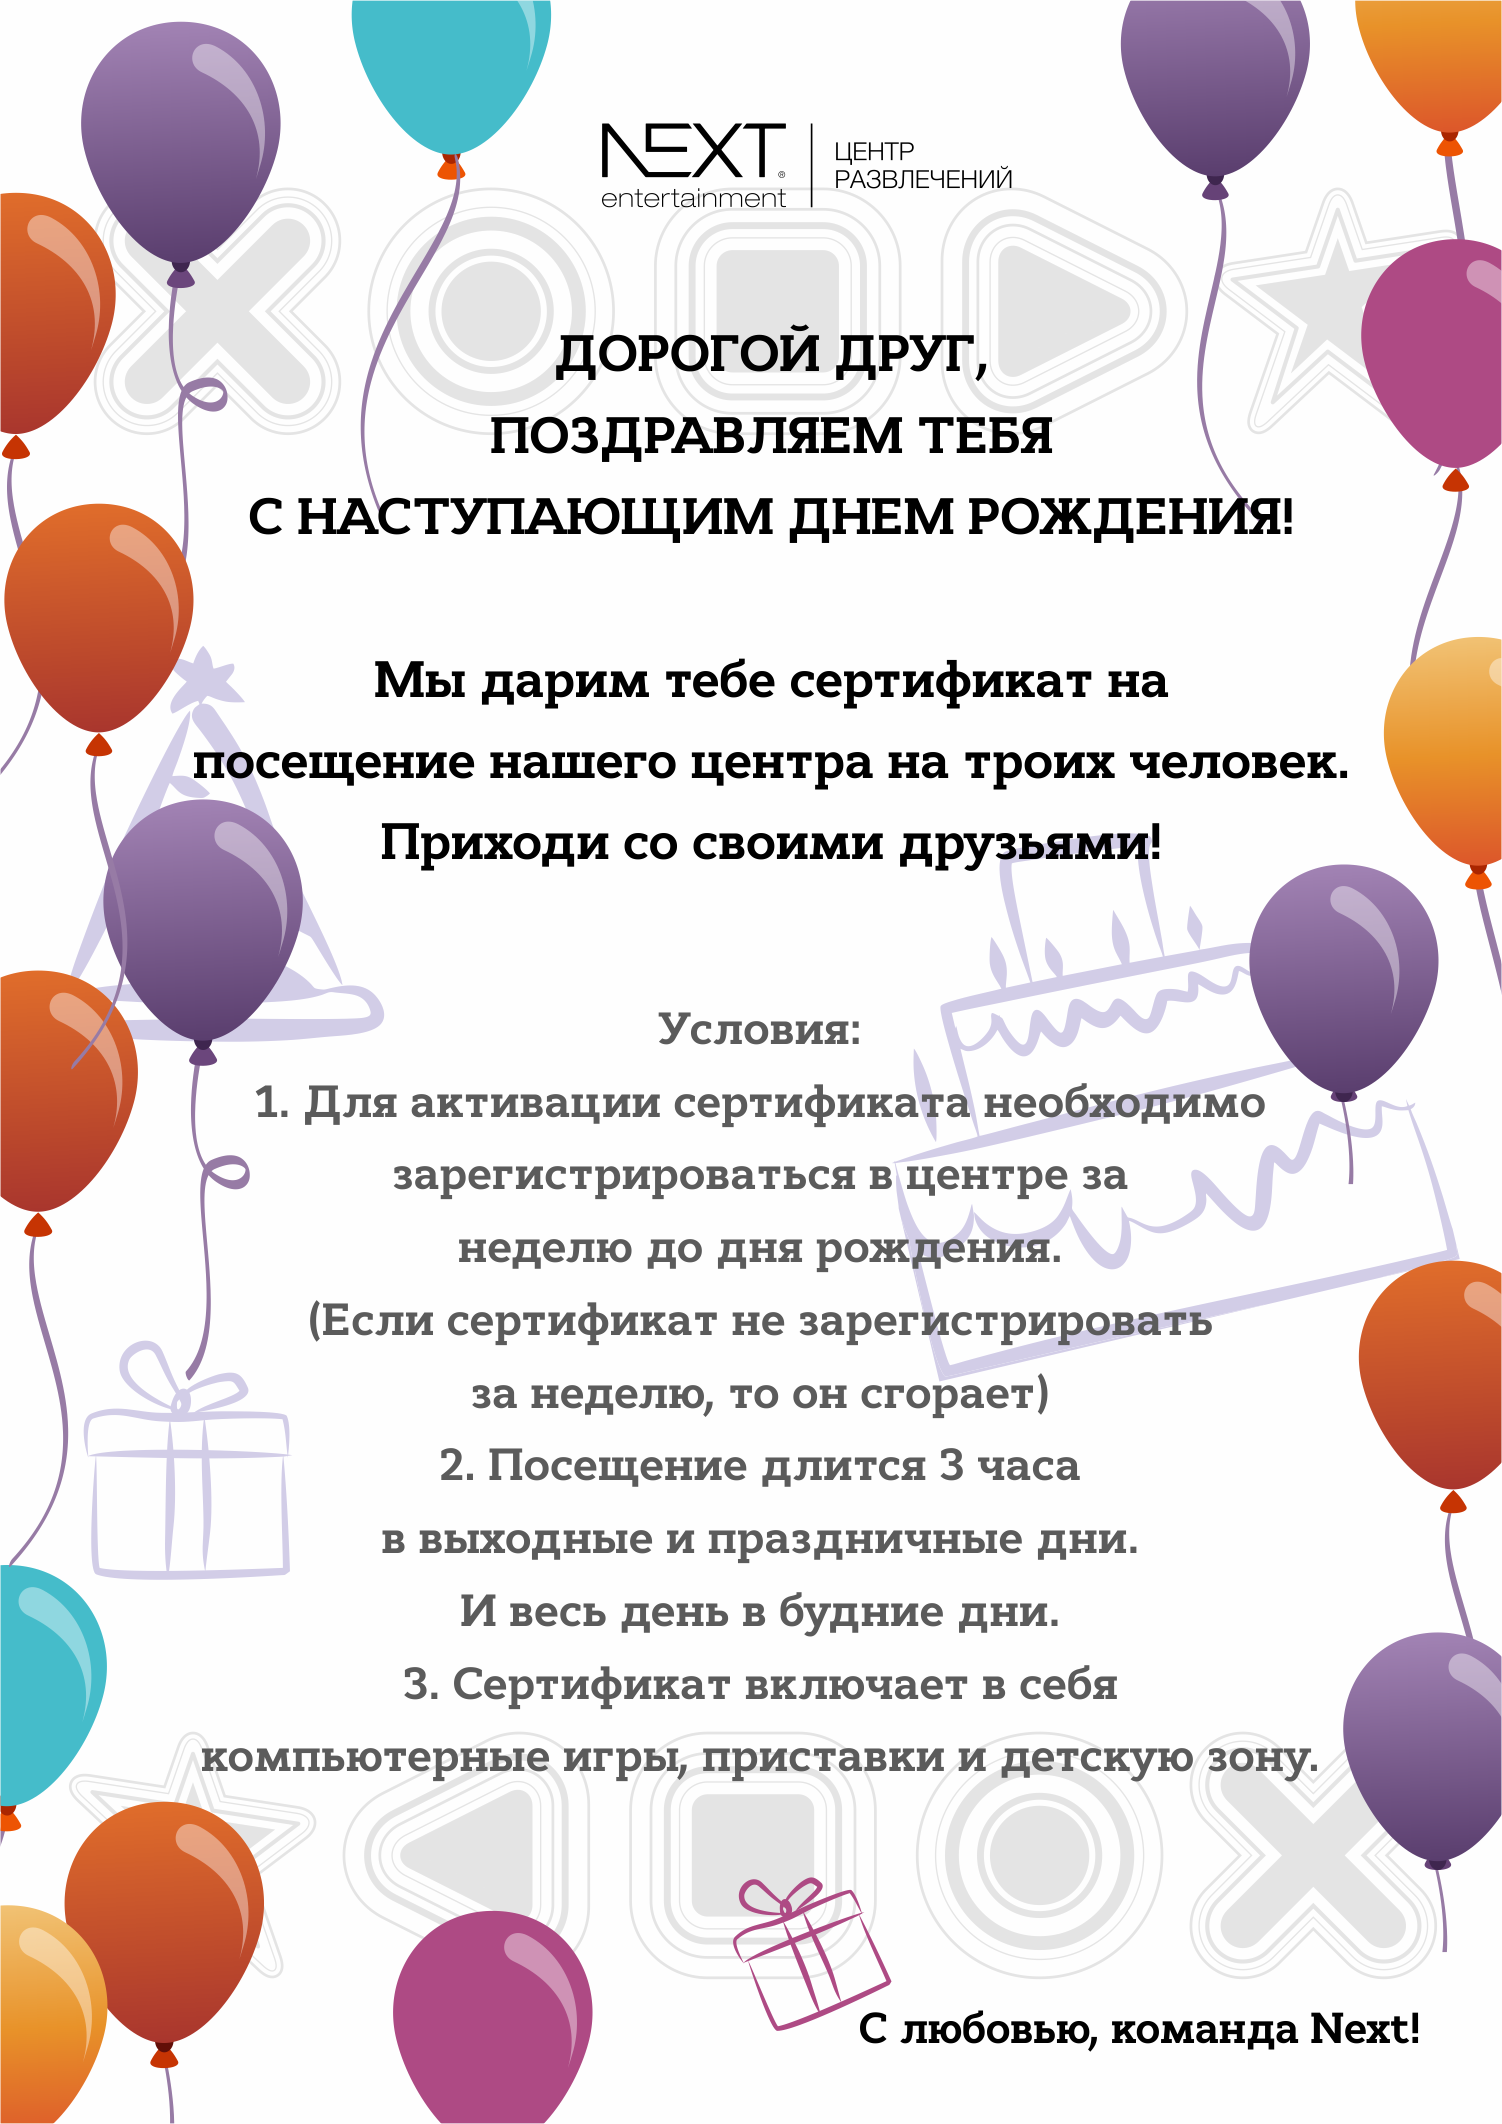 NEXT®
entertainment
ЦЕНТР
РАЗВЛЕЧЕНИЙ
ДОРОГОЙ ДРУГ,
ПОЗДРАВЛЯЕМ ТЕБЯ
С НАСТУПАЮЩИМ ДНЕМ РОЖДЕНИЯ!
Мы дарим тебе сертификат на
посещение нашего центра на троих человек.
Приходи со своими друзьями!
Условия:
1. Для активации сертификата необходимо
зарегистрироваться в центре за
неделю до дня рождения.
(Если сертификат не зарегистрировать
за неделю, то он сгорает)
2. Посещение длится 3 часа
в выходные и праздничные дни.
И весь день в будние дни.
3. Сертификат включает в себя
компьютерные игры, приставки и детскую зону.
С любовью, команда Next!